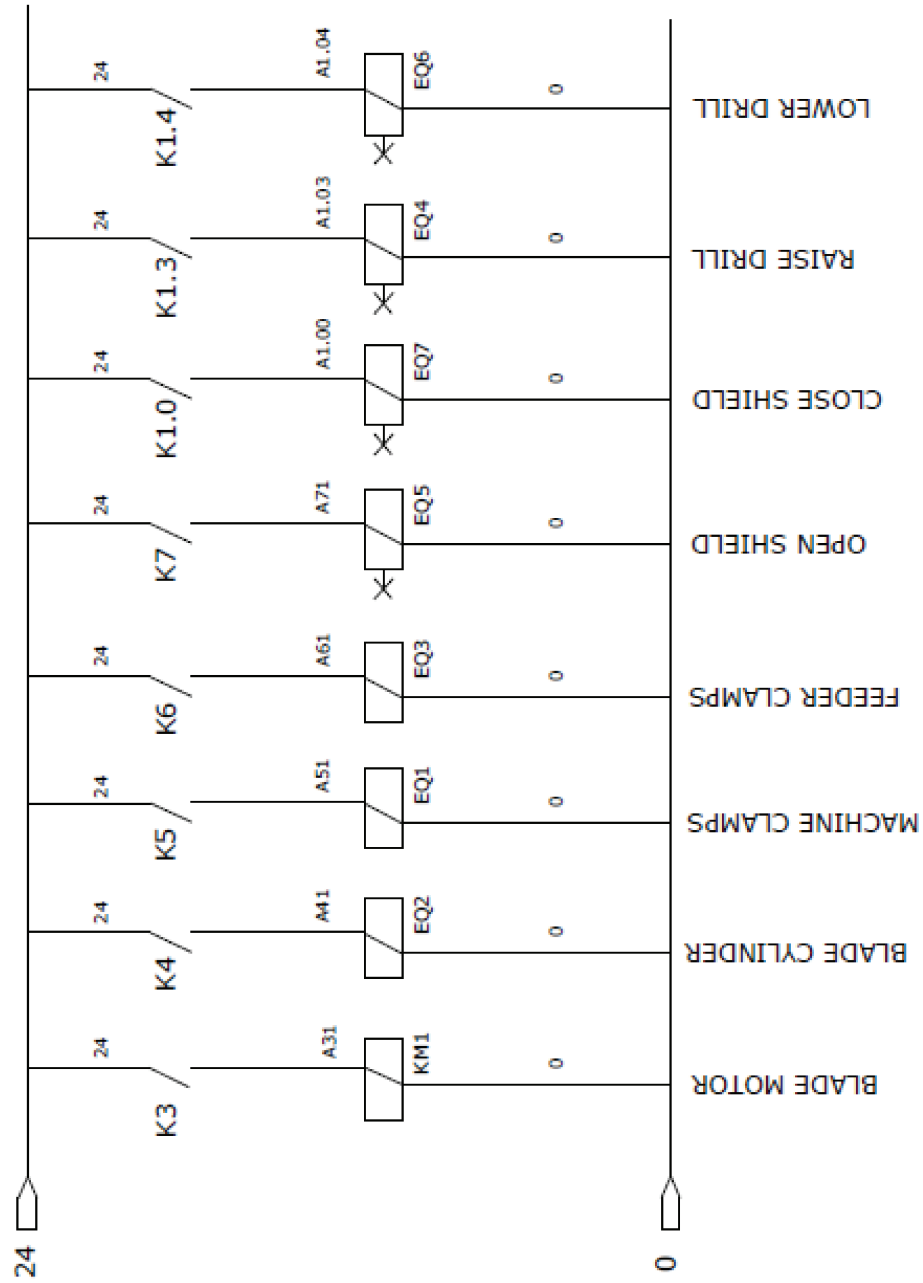 24
24
K3
A31
KM1
0
BLADE MOTOR
24
K4
A41
EQ2
0
BLADE CYLINDER
24
K5
A51
EQ1
0
MACHINE CLAMPS
24
K6
A61
EQ3
0
FEEDER CLAMPS
24
K7
A71
EQ5
0
OPEN SHIELD
24
K1.0
A1.00
EQ7
0
CLOSE SHIELD
24
K1.3
A1.03
EQ4
0
RAISE DRILL
24
K1.4
A1.04
EQ6
0
LOWER DRILL
0